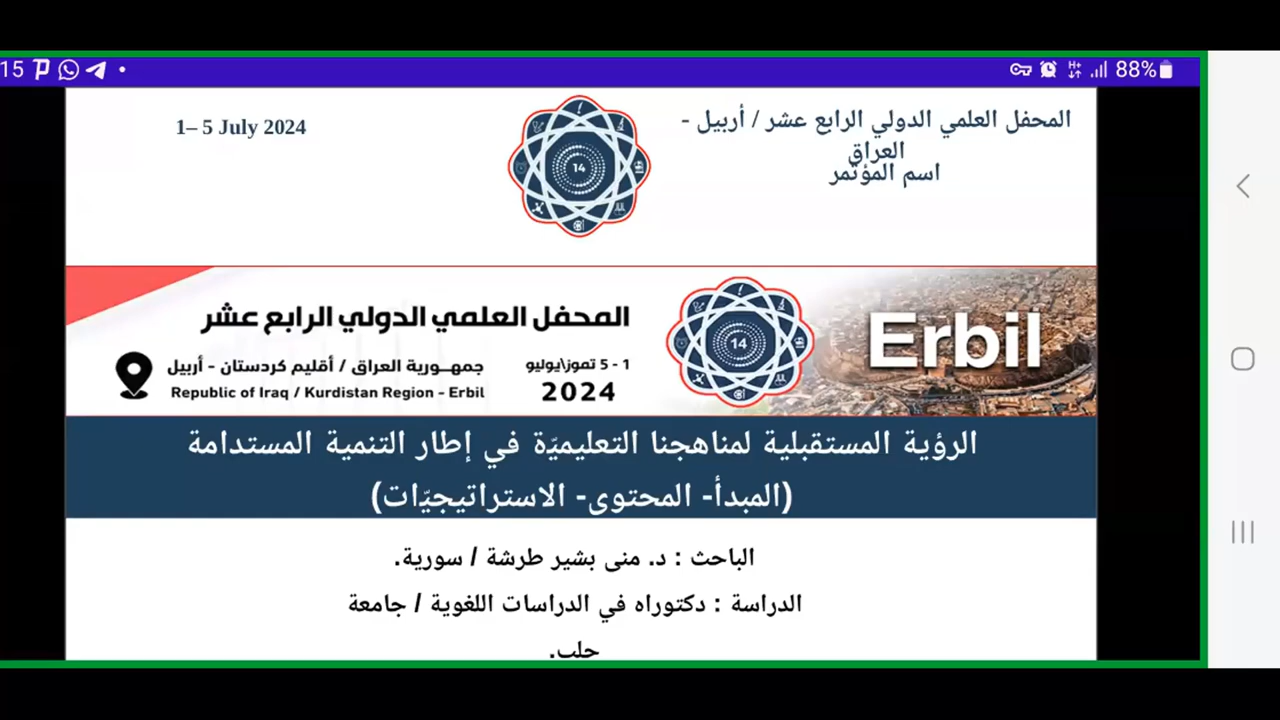 15
88%
1– 5 July 2024
المحفل العلمي الدولي الرابع عشر / أربيل -
العراق
اسم المؤتمر
14
المحفل العلمي الدولي الرابع عشر
1 - 5 تموز\يوليو
2024
جمهـورية العراق / أقليم كردستان - أربيل
Republic of Iraq / Kurdistan Region - Erbil
14
Erbil
الرؤية المستقبلية لمناهجنا التعليميّة في إطار التنمية المستدامة
(المبدأ- المحتوى- الاستراتيجيّات)
الباحث : د. منى بشير طرشة / سورية.
الدراسة : دكتوراه في الدراسات اللغوية / جامعة
حلب.